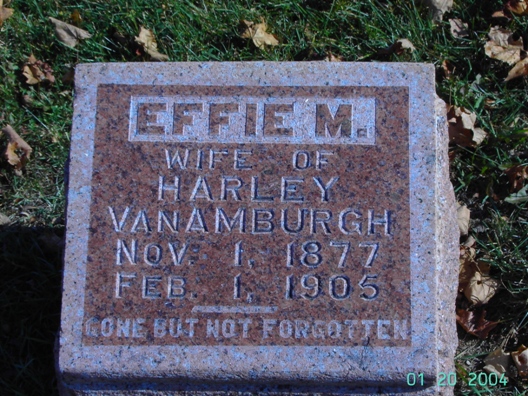 EFFIE M.
WIFE OF
HARLEY
VANAMBURGH
NOV. 1, 1877
FEB. 1, 1905
GONE BUT NOT FORGOTTEN
01 20 2004